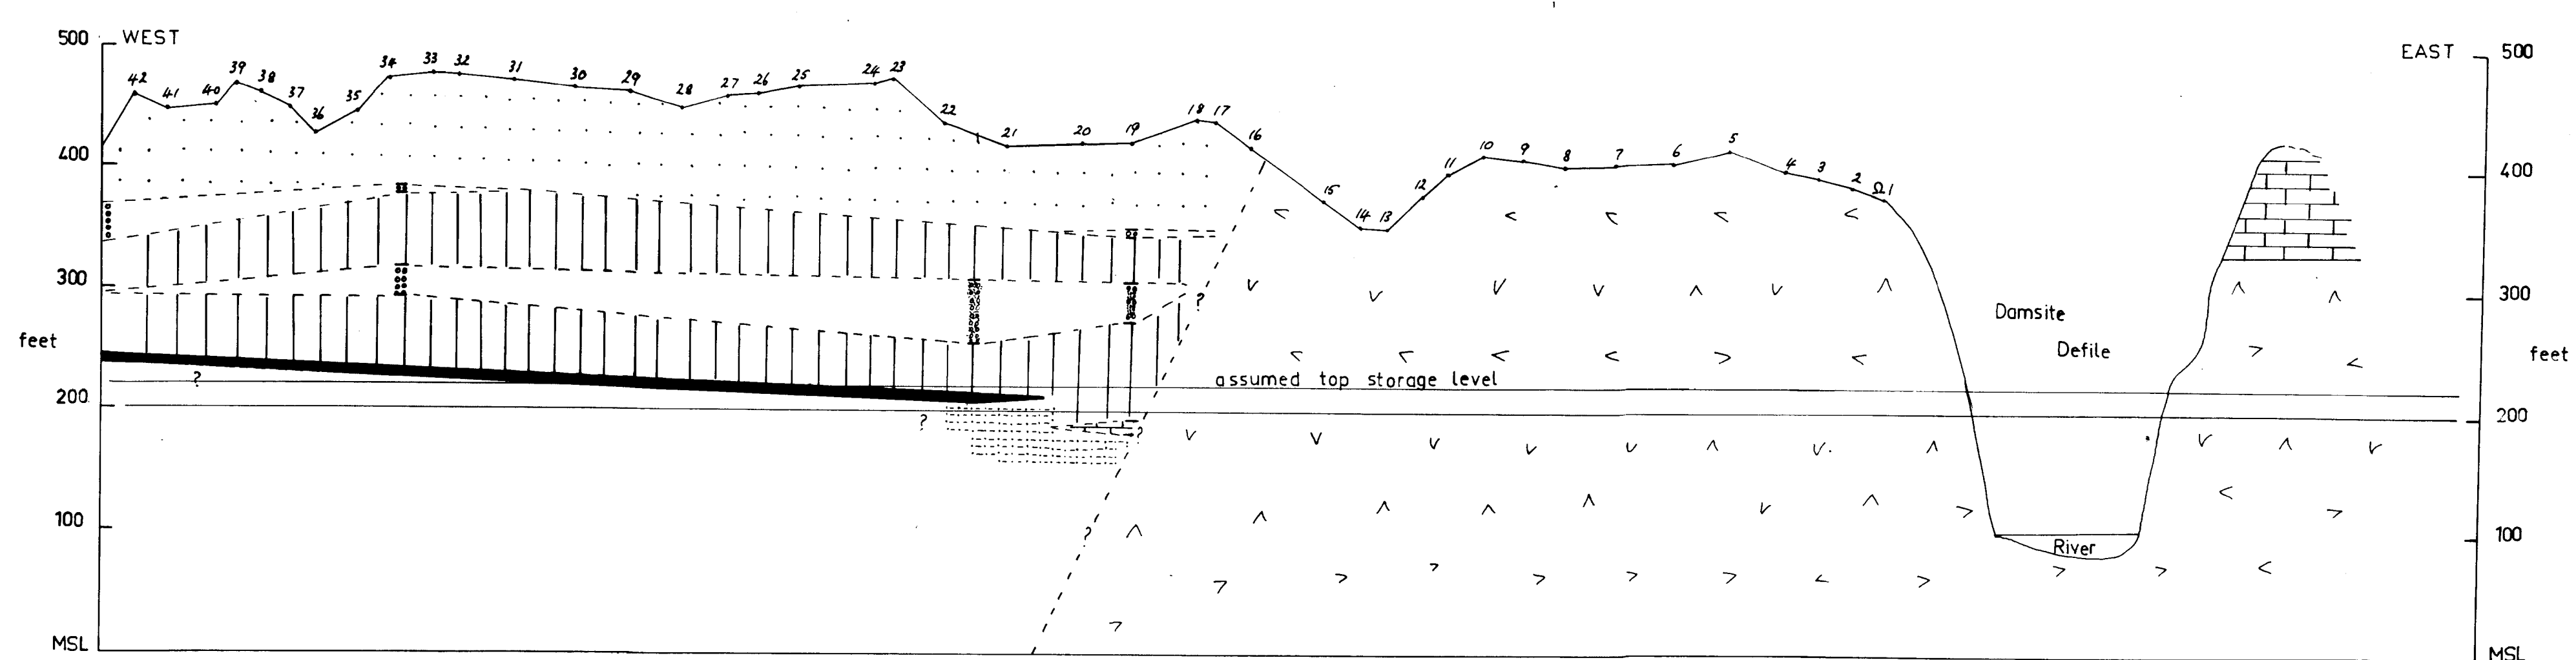 500 WEST
EAST 500
42 41 40 39 38 37 36 35 34 33 32 31 30 29 28 27 26 25 24 23 22 21 20 19 18 17 16 15 14 13 12 11 10 9 8 7 6 5 4 3 2 Ω1
400
400
300
?
300
Damsite
Defile
feet
feet
?
assumed top storage level
200
200
?
?
100
?
100
River
MSL
MSL